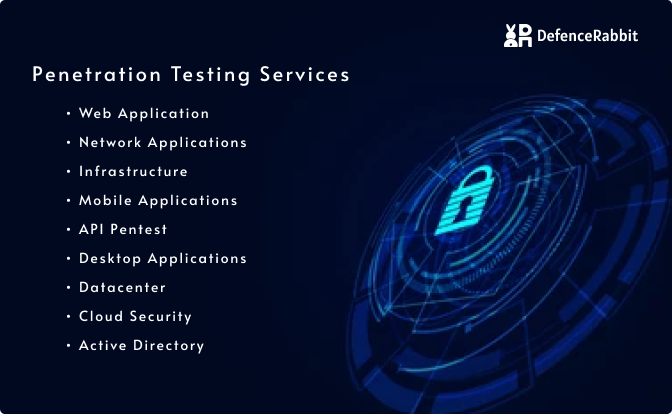 DefenceRabbit
Penetration Testing Services
• Web Application
• Network Applications
• Infrastructure
• Mobile Applications
• API Pentest
• Desktop Applications
• Datacenter
• Cloud Security
• Active Directory